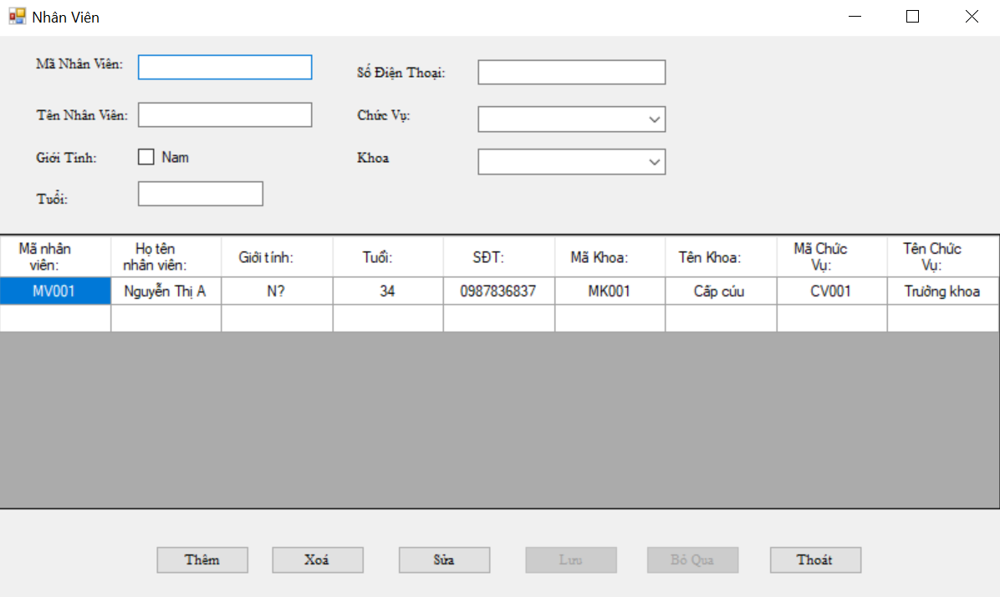 Nhân Viên
Mã Nhân Viên:
Số Điện Thoại:
Tên Nhân Viên:
Chức Vụ:
Giới Tính:
Nam
Khoa
Tuổi:
Mã nhân
viên:
Họ tên
nhân viên:
Giới tính:
Tuổi:
SĐT:
Mã Khoa:
Tên Khoa:
Mã Chức
Vụ:
Tên Chức
Vụ:
MV001
Nguyễn Thị A
N?
34
0987836837
MK001
Cấp cứu
CV001
Trưởng khoa
Thêm
Xoá
Sửa
Lưu
Bỏ Qua
Thoát